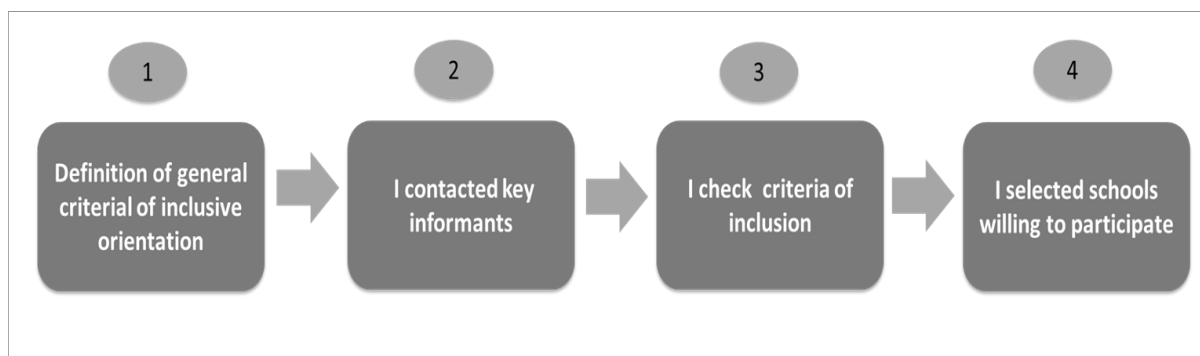 1
2
3
4
Definition of general
criterial of inclusive
orientation
I contacted key
informants
I check criteria of
inclusion
I selected schools
willing to participate